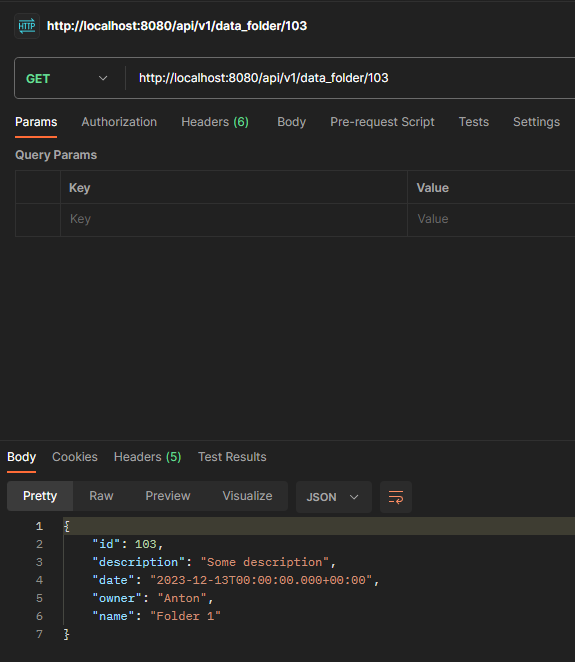 HTTP http://localhost:8080/api/v1/data_folder/103
GET http://localhost:8080/api/v1/data_folder/103
Params Authorization Headers (6) Body Pre-request Script Tests Settings
Query Params
Key Value
Key Value
Body Cookies Headers (5) Test Results
Pretty Raw Preview Visualize JSON
1 {
2 "id": 103,
3 "description": "Some description",
4 "date": "2023-12-13T00:00:00.000+00:00",
5 "owner": "Anton",
6 "name": "Folder 1"
7 }